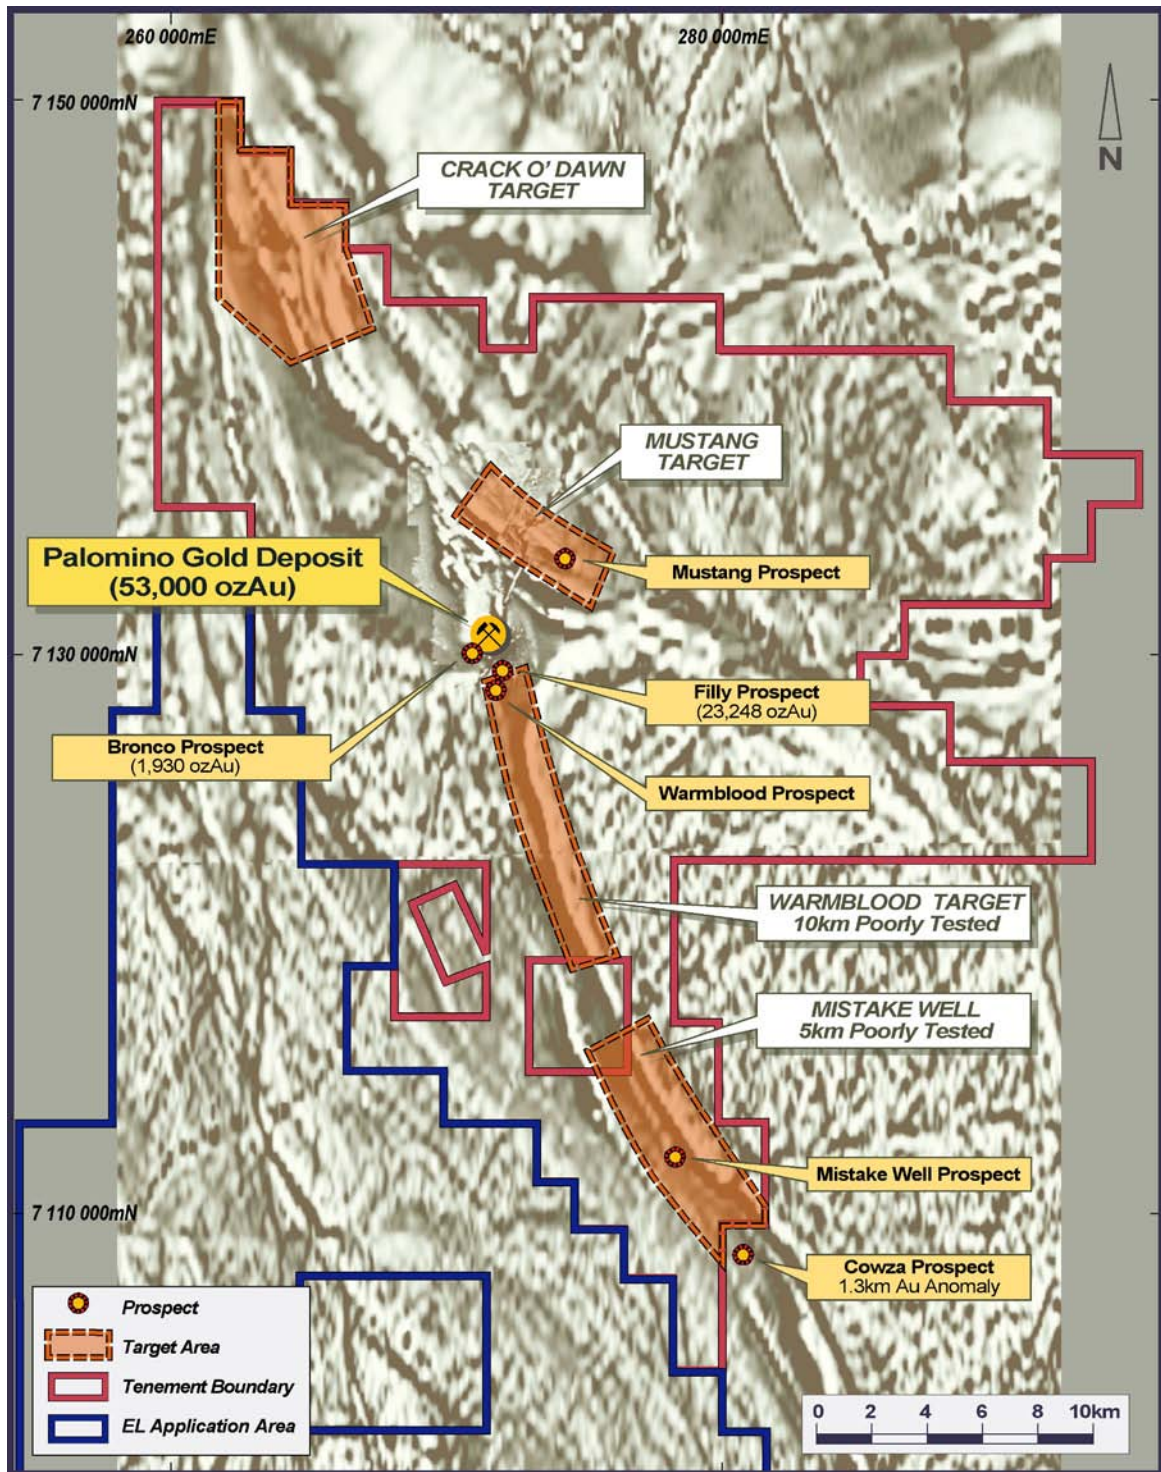 260 000mE
280 000mE
7 150 000mN
N
CRACK O' DAWN
TARGET
MUSTANG
TARGET
Palomino Gold Deposit
(53,000 ozAu)
Mustang Prospect
7 130 000mN
Filly Prospect
(23,248 ozAu)
Bronco Prospect
(1,930 ozAu)
Warmblood Prospect
WARMBLOOD TARGET
10km Poorly Tested
MISTAKE WELL
5km Poorly Tested
Mistake Well Prospect
7 110 000mN
Cowza Prospect
1.3km Au Anomaly
Prospect
Target Area
Tenement Boundary
EL Application Area
0 2 4 6 8 10km